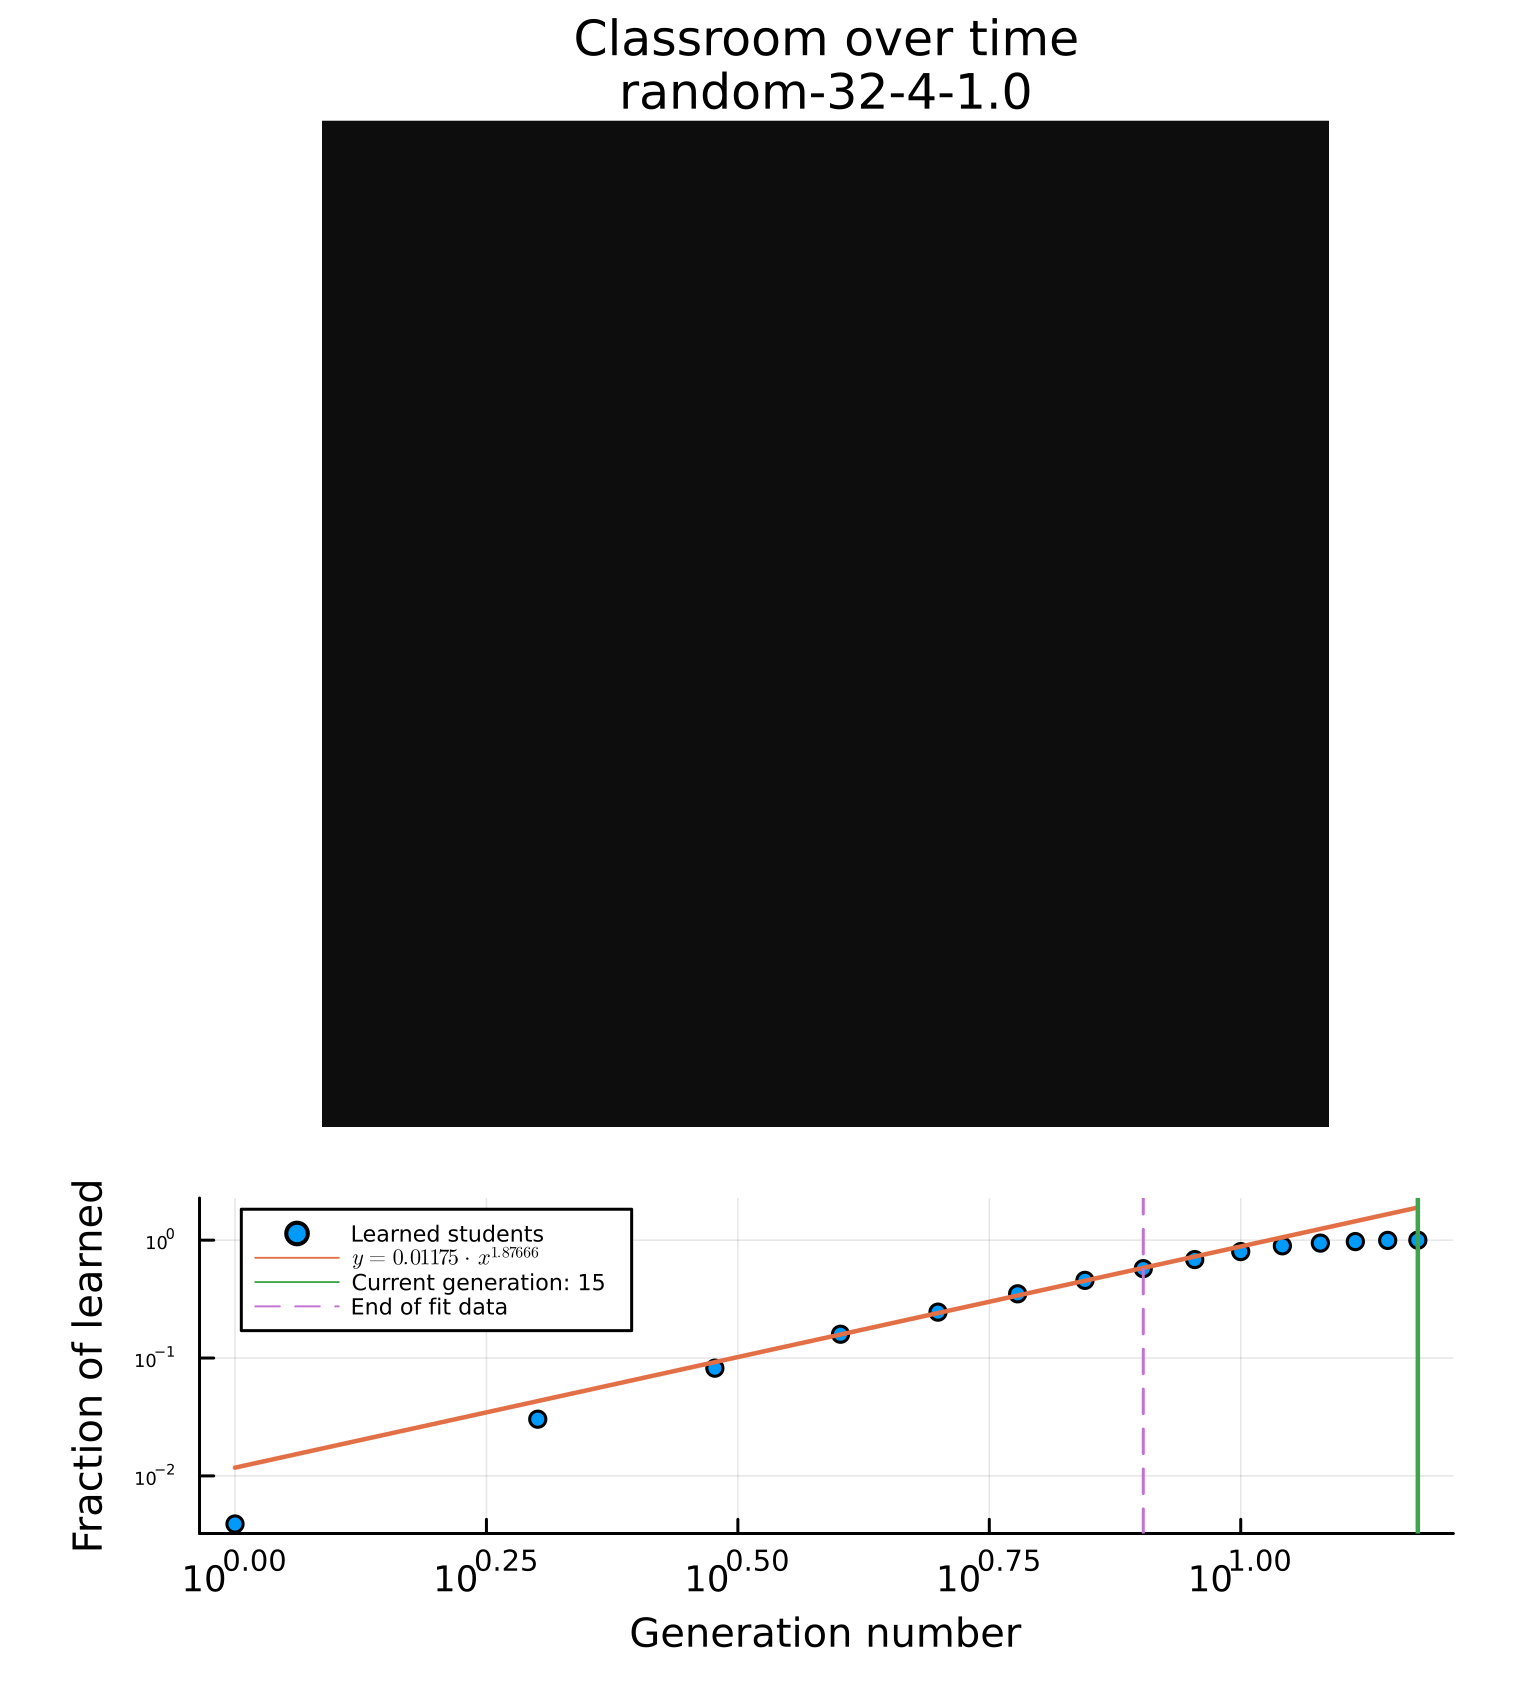 Classroom over time
random-32-4-1.0
Fraction of learned
10^0
10^-1
10^-2
Learned students
y = 0.01175 · x^1.87666
Current generation: 15
End of fit data
10^0.00 10^0.25 10^0.50 10^0.75 10^1.00
Generation number